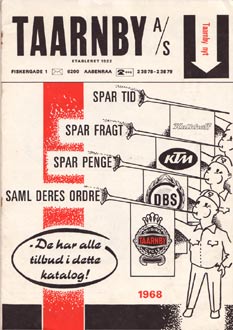 TAARNBY A/S
ETABLERET 1922
FISKERGADE 1 6200 AABENRAA 2 38 78 - 2 38 79
Taarnby nyt
SPAR TID
SPAR FRAGT
SPAR PENGE
KTM
SAML DERES ORDRE
DBS
TAARNBY
De har alle
tilbud i dette
katalog!
1968